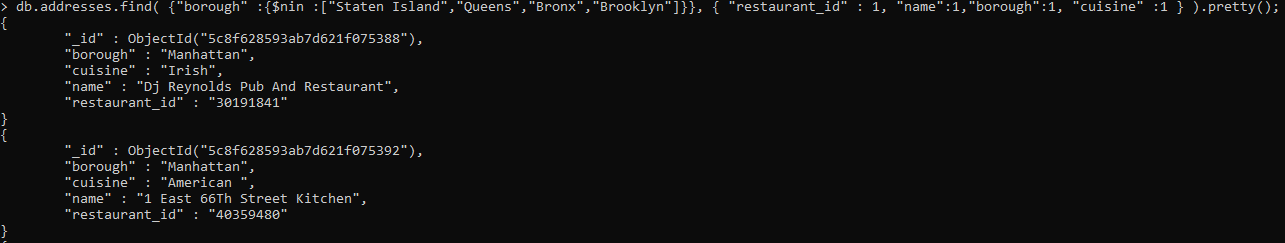 > db.addresses.find( {"borough" :{$nin :["Staten Island","Queens","Bronx","Brooklyn"]}}, { "restaurant_id" : 1, "name":1,"borough":1, "cuisine" :1 } ).pretty();
{
        "_id" : ObjectId("5c8f628593ab7d621f075388"),
        "borough" : "Manhattan",
        "cuisine" : "Irish",
        "name" : "Dj Reynolds Pub And Restaurant",
        "restaurant_id" : "30191841"
}
{
        "_id" : ObjectId("5c8f628593ab7d621f075392"),
        "borough" : "Manhattan",
        "cuisine" : "American ",
        "name" : "1 East 66Th Street Kitchen",
        "restaurant_id" : "40359480"
}